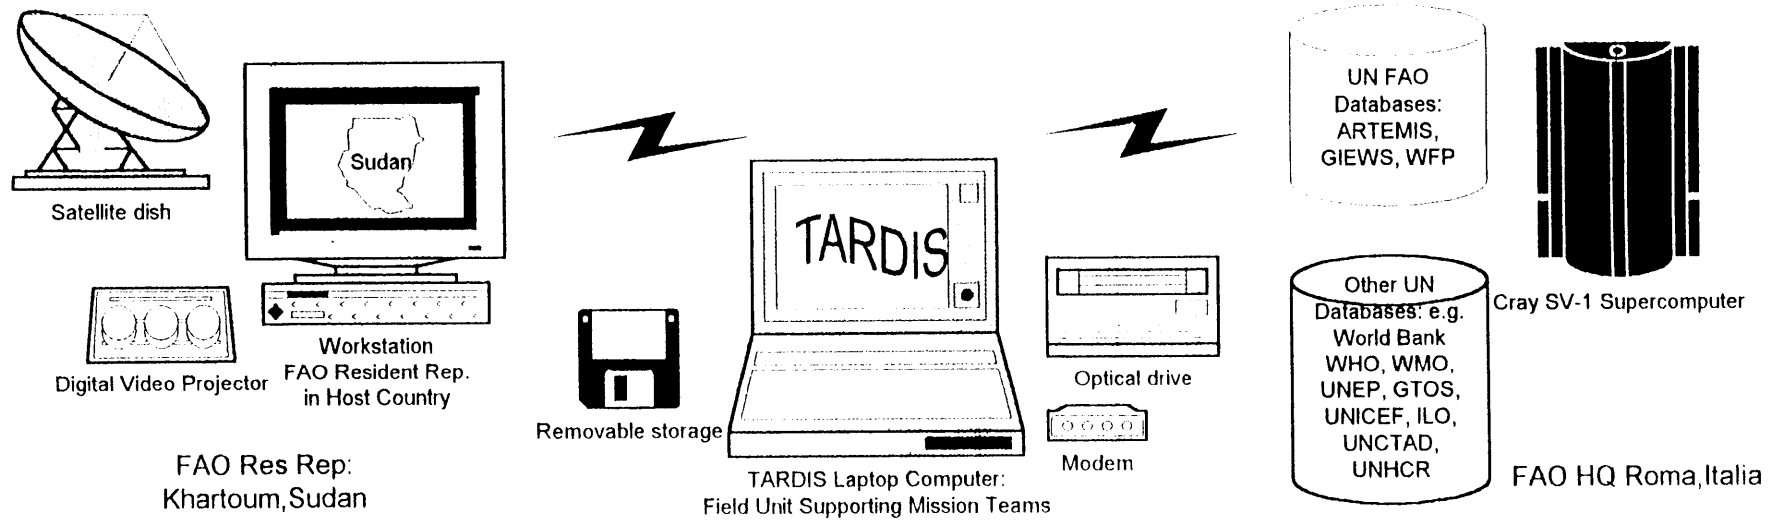 Satellite dish
Sudan
Digital Video Projector
Workstation
FAO Resident Rep.
in Host Country
FAO Res Rep:
Khartoum,Sudan
Removable storage
TARDIS
TARDIS Laptop Computer:
Field Unit Supporting Mission Teams
Optical drive
Modem
UN FAO
Databases:
ARTEMIS,
GIEWS, WFP
Other UN
Databases: e.g.
World Bank
WHO, WMO,
UNEP, GTOS,
UNICEF, ILO,
UNCTAD,
UNHCR
Cray SV-1 Supercomputer
FAO HQ Roma,Italia